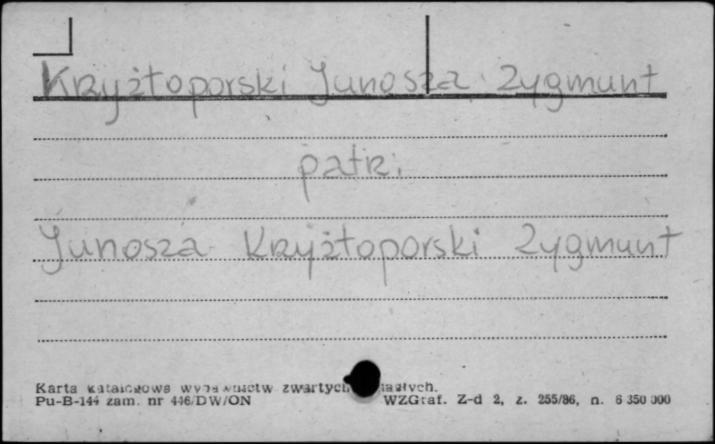 Krzyżtoporski Junosza Zygmunt
patrz.
Junosza Krzyżtoporski Zygmunt
Karta katalogowa wydawnictw zwartych
Pu-B-144 zam. nr 446/DW/ON WZGraf. Z-d 2, z. 255/86, n. 6 350 000